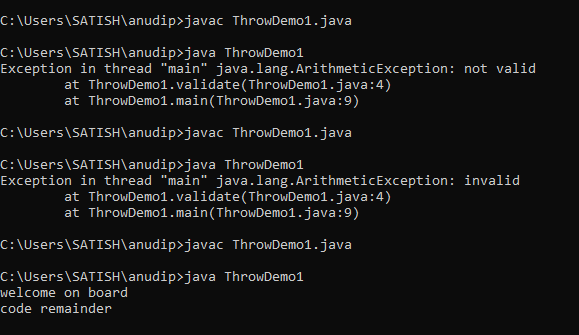 C:\Users\SATISH\anudip>javac ThrowDemo1.java
C:\Users\SATISH\anudip>java ThrowDemo1
Exception in thread "main" java.lang.ArithmeticException: not valid
        at ThrowDemo1.validate(ThrowDemo1.java:4)
        at ThrowDemo1.main(ThrowDemo1.java:9)
C:\Users\SATISH\anudip>javac ThrowDemo1.java
C:\Users\SATISH\anudip>java ThrowDemo1
Exception in thread "main" java.lang.ArithmeticException: invalid
        at ThrowDemo1.validate(ThrowDemo1.java:4)
        at ThrowDemo1.main(ThrowDemo1.java:9)
C:\Users\SATISH\anudip>javac ThrowDemo1.java
C:\Users\SATISH\anudip>java ThrowDemo1
welcome on board
code remainder